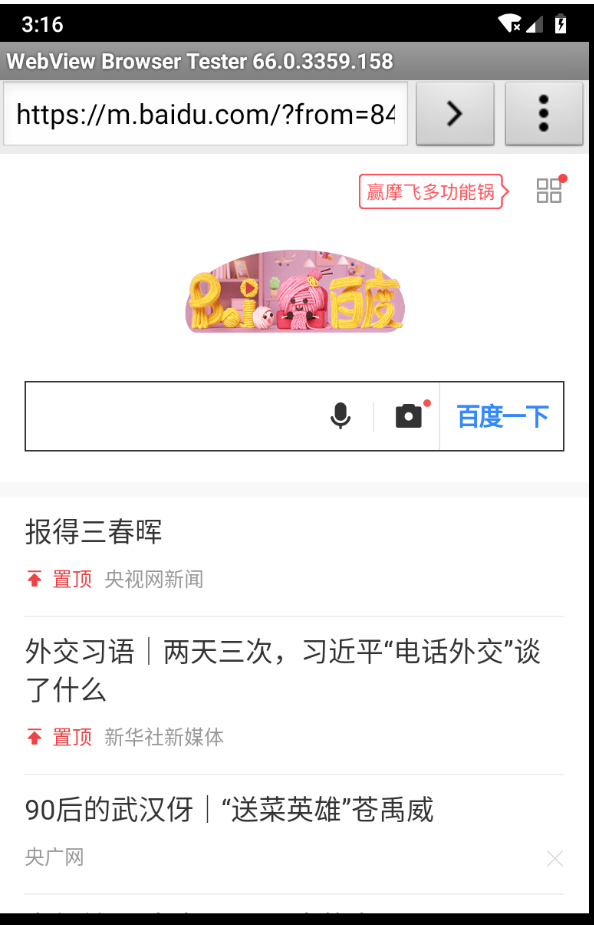 3:16
WebView Browser Tester 66.0.3359.158
https://m.baidu.com/?from=84
赢摩飞多功能锅
Bai百度
百度一下
报得三春晖
置顶 央视网新闻
外交习语｜两天三次，习近平“电话外交”谈
了什么
置顶 新华社新媒体
90后的武汉伢｜“送菜英雄”苍禹威
央广网